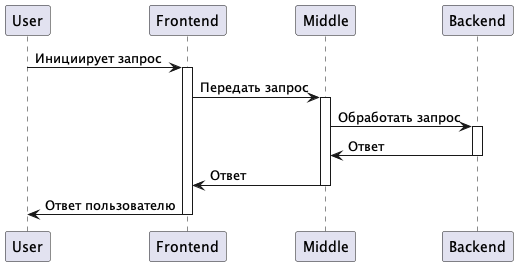 User Frontend Middle Backend
Инициирует запрос
Передать запрос
Обработать запрос
Ответ
Ответ
Ответ пользователю
User Frontend Middle Backend